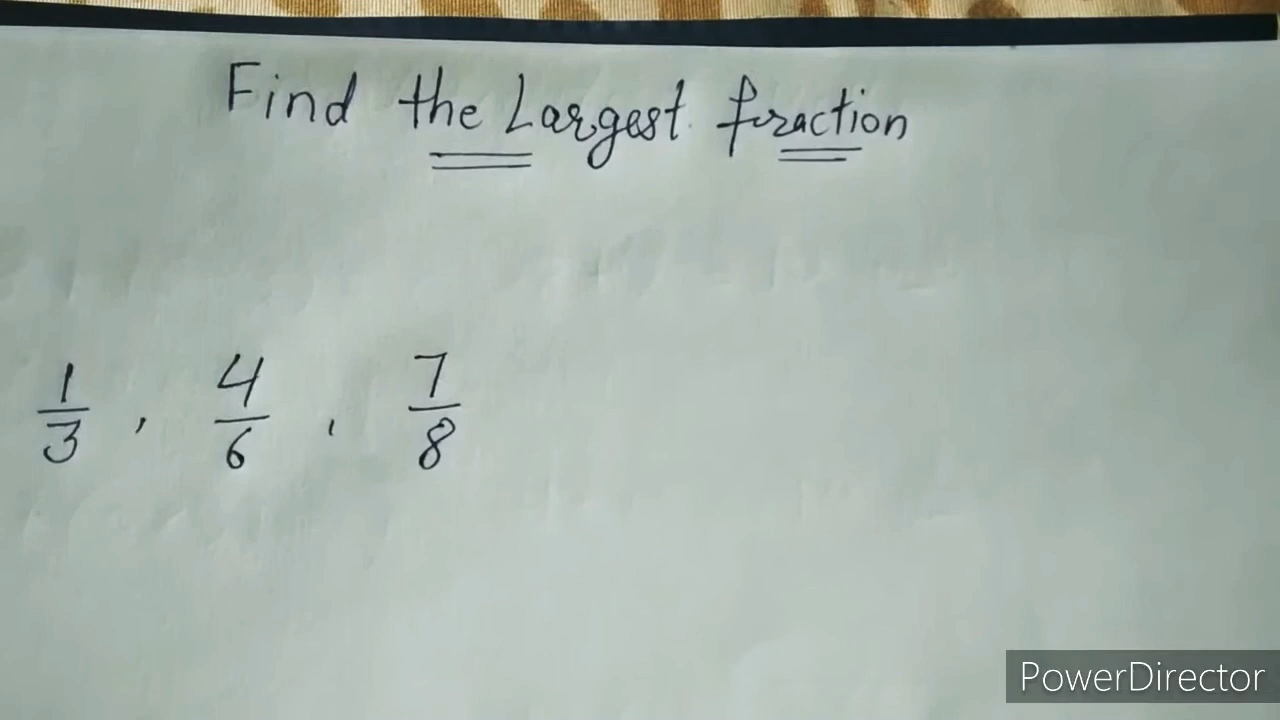 Find the Largest fraction
1/3 , 4/6 , 7/8
PowerDirector